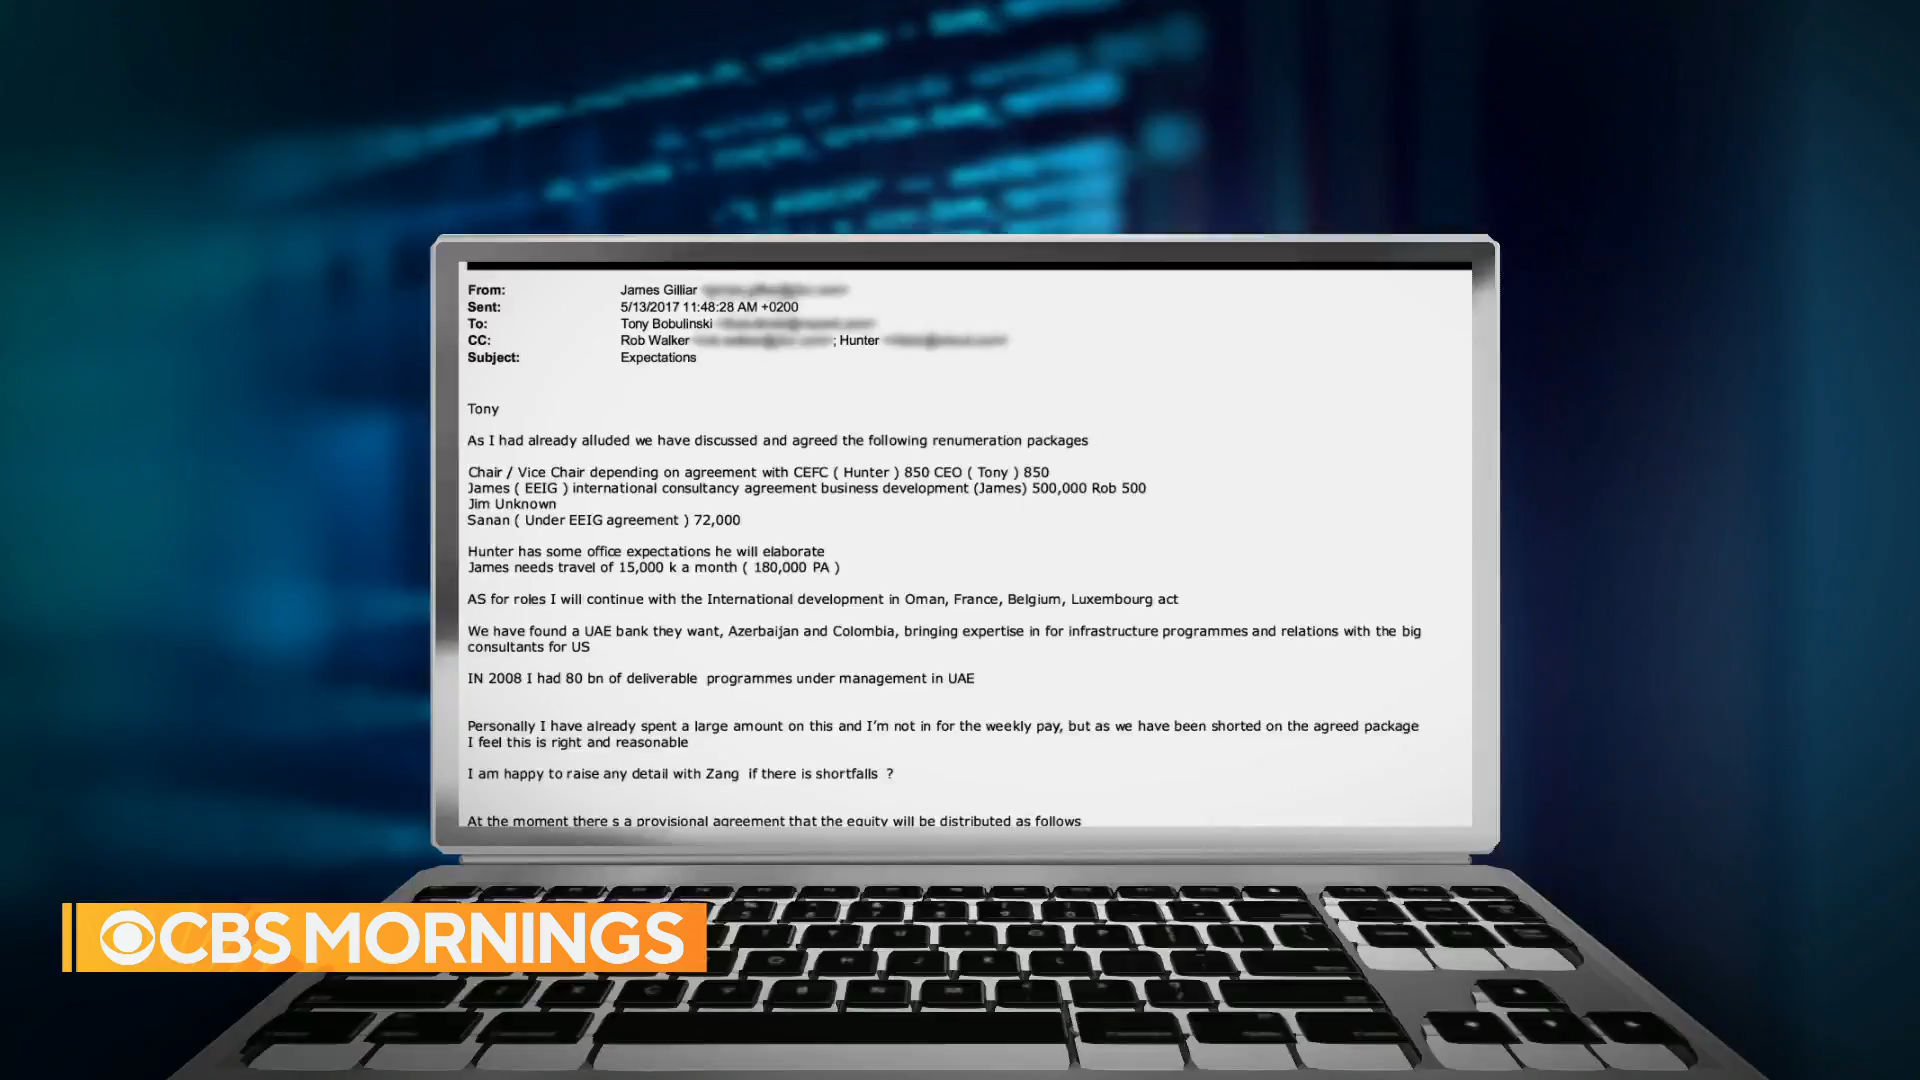 From: James Gilliar
Sent: 5/13/2017 11:48:28 AM +0200
To: Tony Bobulinski
CC: Rob Walker ; Hunter
Subject: Expectations
Tony
As I had already alluded we have discussed and agreed the following renumeration packages
Chair / Vice Chair depending on agreement with CEFC ( Hunter ) 850 CEO ( Tony ) 850
James ( EEIG ) international consultancy agreement business development (James) 500,000 Rob 500
Jim Unknown
Sanan ( Under EEIG agreement ) 72,000
Hunter has some office expectations he will elaborate
James needs travel of 15,000 k a month ( 180,000 PA )
AS for roles I will continue with the International development in Oman, France, Belgium, Luxembourg act
We have found a UAE bank they want, Azerbaijan and Colombia, bringing expertise in for infrastructure programmes and relations with the big
consultants for US
IN 2008 I had 80 bn of deliverable programmes under management in UAE
Personally I have already spent a large amount on this and I'm not in for the weekly pay, but as we have been shorted on the agreed package
I feel this is right and reasonable
I am happy to raise any detail with Zang if there is shortfalls ?
At the moment there s a provisional agreement that the equity will be distributed as follows
CBS MORNINGS